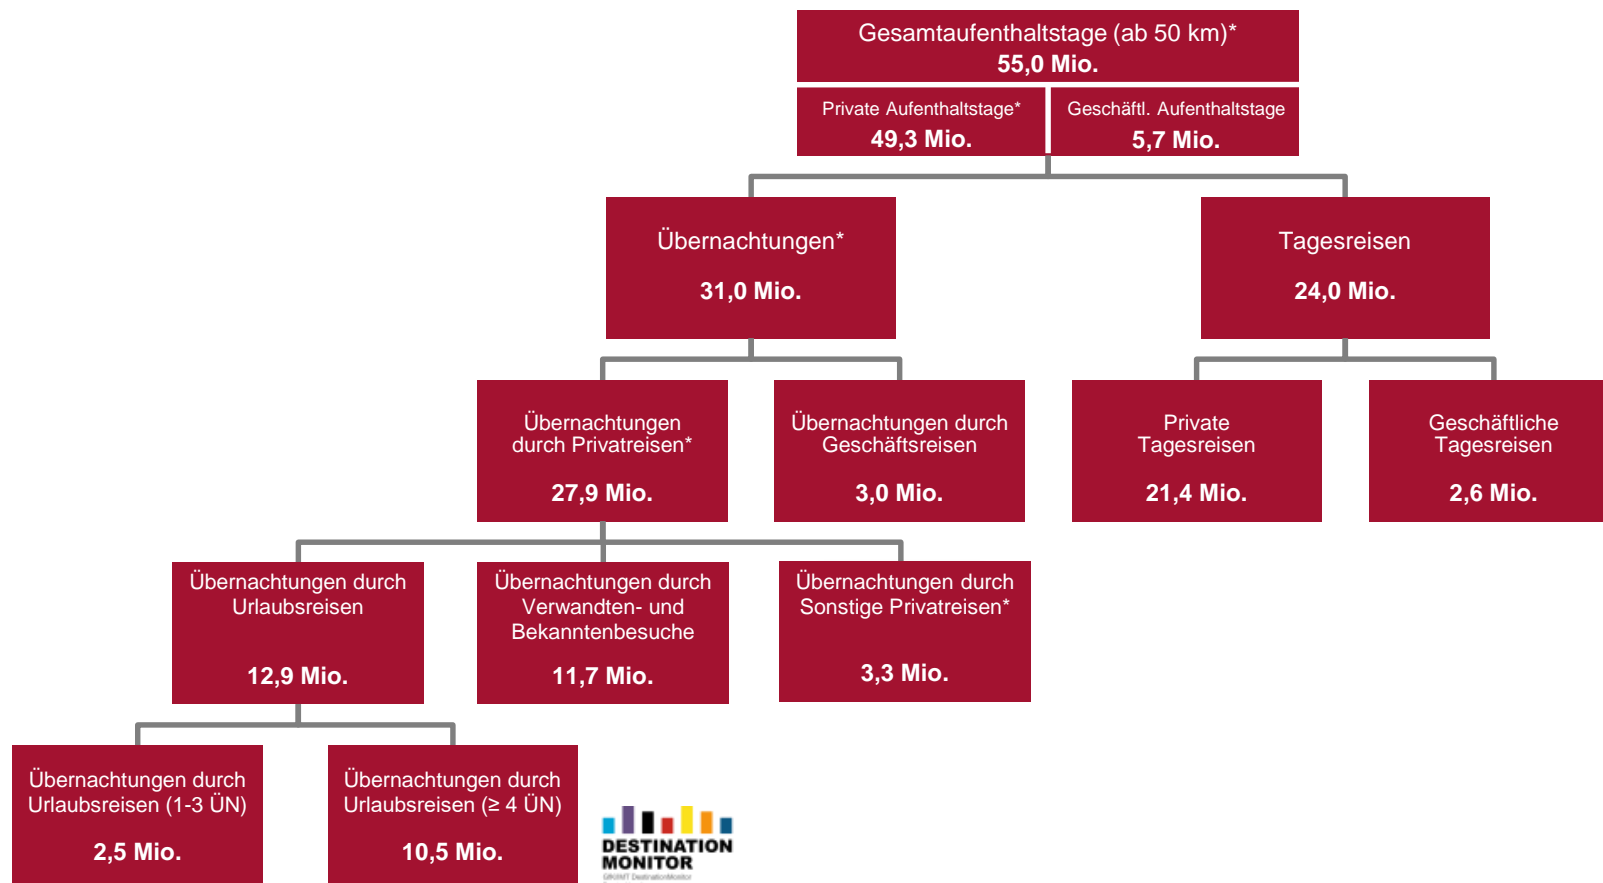 Gesamtaufenthaltstage (ab 50 km)*
55,0 Mio.
Private Aufenthaltstage*
49,3 Mio.
Geschäftl. Aufenthaltstage
5,7 Mio.
Übernachtungen*
31,0 Mio.
Tagesreisen
24,0 Mio.
Übernachtungen
durch Privatreisen*
27,9 Mio.
Übernachtungen durch
Geschäftsreisen
3,0 Mio.
Private
Tagesreisen
21,4 Mio.
Geschäftliche
Tagesreisen
2,6 Mio.
Übernachtungen durch
Urlaubsreisen
12,9 Mio.
Übernachtungen durch
Verwandten- und
Bekanntenbesuche
11,7 Mio.
Übernachtungen durch
Sonstige Privatreisen*
3,3 Mio.
Übernachtungen durch
Urlaubsreisen (1-3 ÜN)
2,5 Mio.
Übernachtungen durch
Urlaubsreisen (≥ 4 ÜN)
10,5 Mio.
DESTINATION
MONITOR
GfK/IMT DestinationMonitor